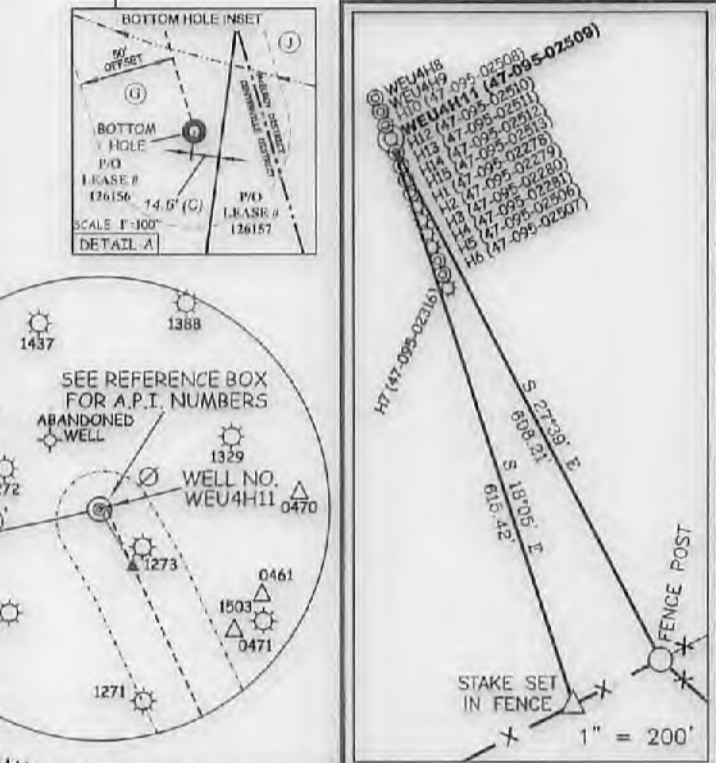 BOTTOM HOLE INSET
J
50'
OFFSET
G
BOTTOM
HOLE
P/O
LEASE #
126156
14.6' (C)
P/O
LEASE #
126157
CENTERVILLE DISTRICT
SCALE 1"=100'
DETAIL-A
1437
1388
SEE REFERENCE BOX
FOR A.P.I. NUMBERS
ABANDONED
WELL
1329
272
WELL NO.
WEU4H11
0470
1273
0461
1503
0471
1271
WEU4H8
WEU4H9
H10 (47-095-02508)
WEU4H11 (47-095-02509)
H12 (47-095-02510)
H13 (47-095-02511)
H14 (47-095-02512)
H15 (47-095-02513)
H1 (47-095-02278)
H2 (47-095-02279)
H3 (47-095-02280)
H4 (47-095-02281)
H5 (47-095-02506)
H6 (47-095-02507)
H7 (47-095-02316)
S 27°39' E
608.21'
S 18°05' E
615.42'
FENCE POST
STAKE SET
IN FENCE
1" = 200'